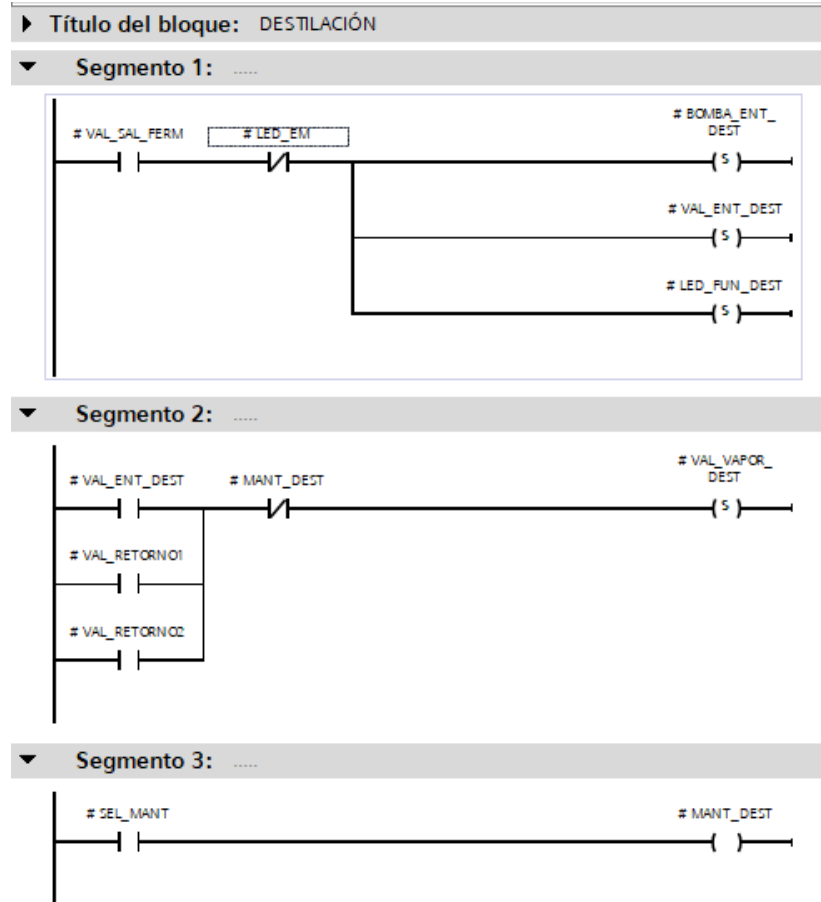 Título del bloque: DESTILACIÓN
Segmento 1: .....
# VAL_SAL_FERM # LED_EM # BOMBA_ENT_
DEST
S
# VAL_ENT_DEST
S
# LED_FUN_DEST
S
Segmento 2: .....
# VAL_ENT_DEST # MANT_DEST # VAL_VAPOR_
DEST
S
# VAL_RETORNO1
# VAL_RETORNO2
Segmento 3: .....
# SEL_MANT # MANT_DEST